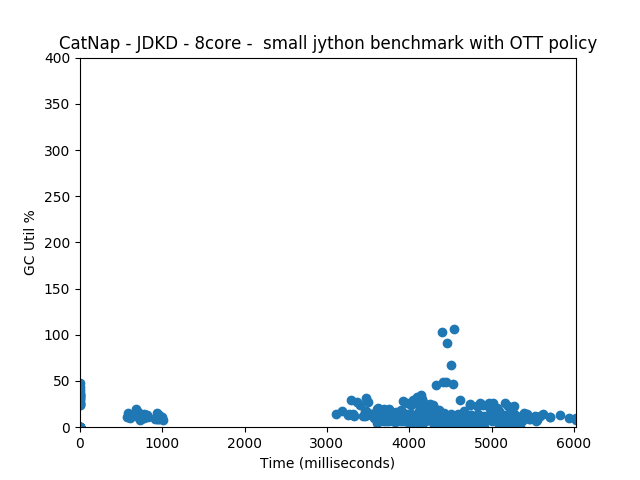 CatNap - JDKD - 8core -  small jython benchmark with OTT policy
400
350
300
250
200
150
100
50
0
GC Util %
0 1000 2000 3000 4000 5000 6000
Time (milliseconds)